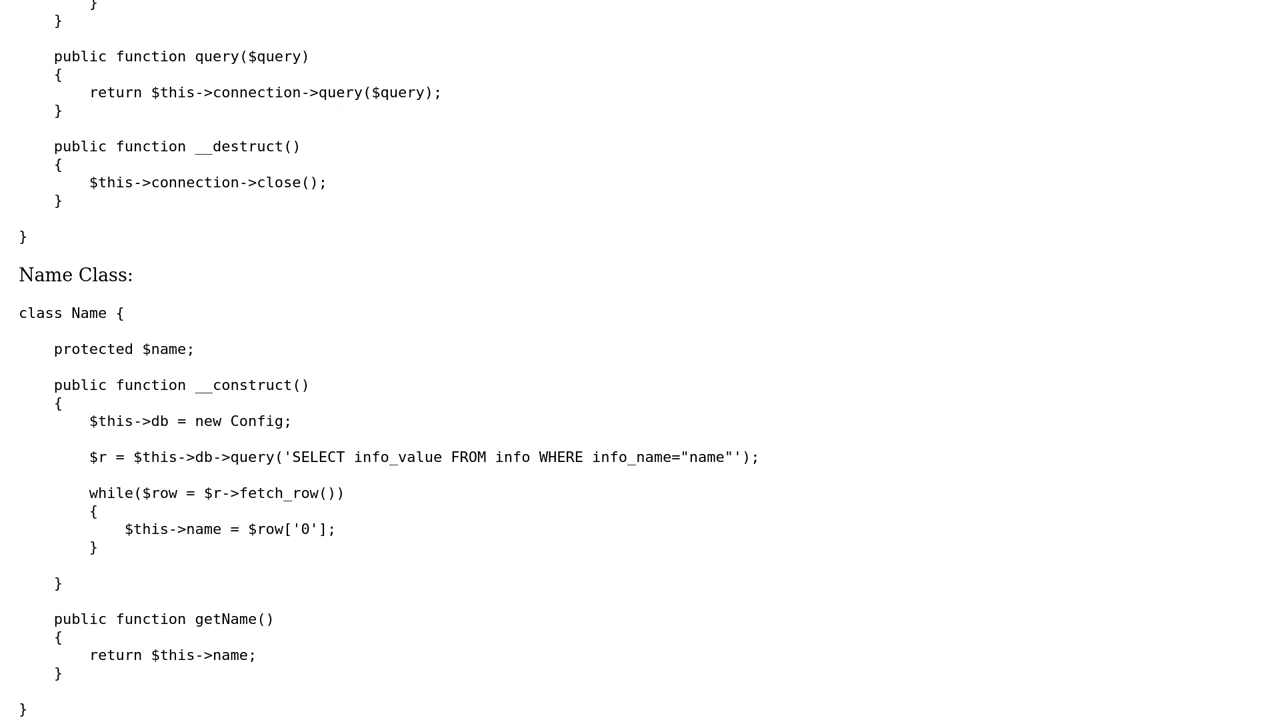 }
    }

    public function query($query)
    {
        return $this->connection->query($query);
    }

    public function __destruct()
    {
        $this->connection->close();
    }

}
Name Class:
class Name {

    protected $name;

    public function __construct()
    {
        $this->db = new Config;

        $r = $this->db->query('SELECT info_value FROM info WHERE info_name="name"');

        while($row = $r->fetch_row())
        {
            $this->name = $row['0'];
        }

    }

    public function getName()
    {
        return $this->name;
    }

}